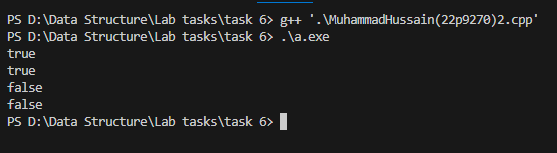 PS D:\Data Structure\Lab tasks\task 6> g++ '.\MuhammadHussain(22p9270)2.cpp'
PS D:\Data Structure\Lab tasks\task 6> .\a.exe
true
true
false
false
PS D:\Data Structure\Lab tasks\task 6>